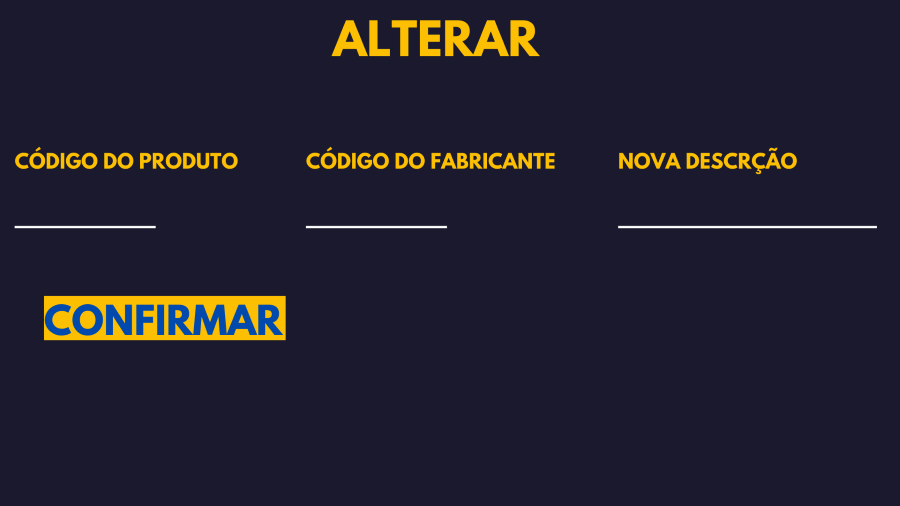 ALTERAR
CÓDIGO DO PRODUTO
CÓDIGO DO FABRICANTE
NOVA DESCRÇÃO
CONFIRMAR